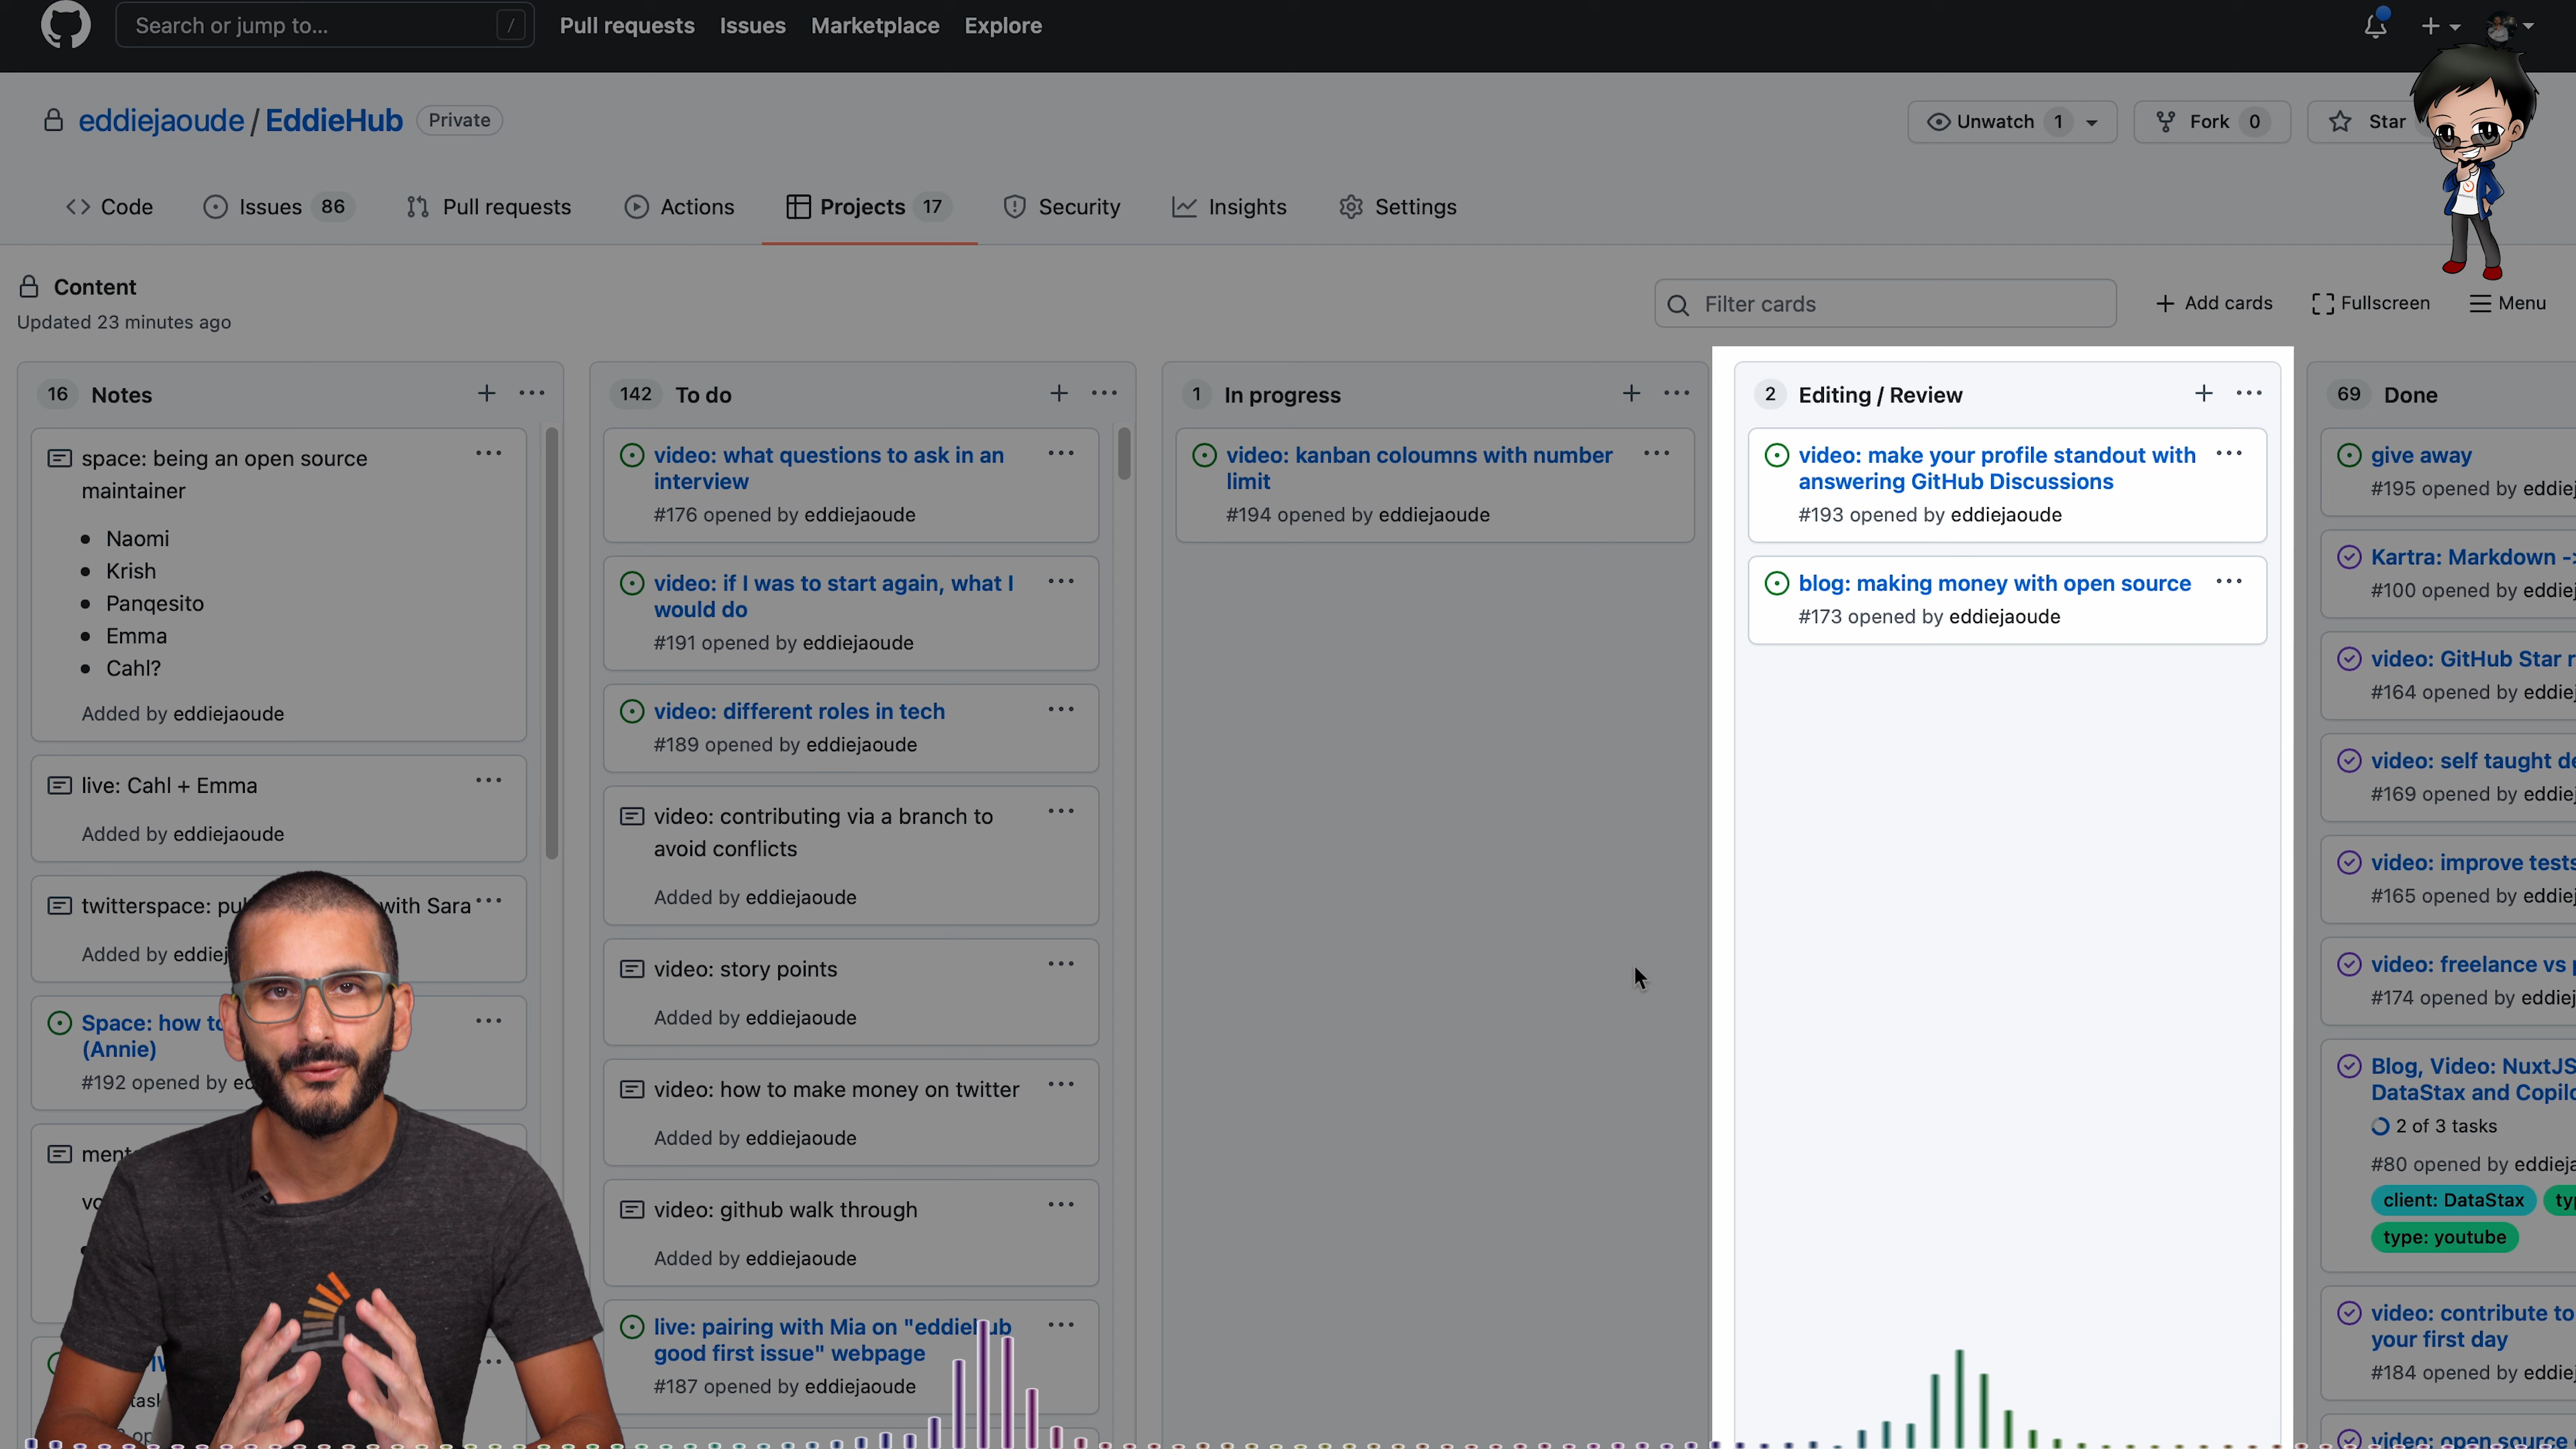 Search or jump to... /
Pull requests Issues Marketplace Explore
eddiejaoude / EddieHub Private
Unwatch 1
Fork 0
Star
Code
Issues 86
Pull requests
Actions
Projects 17
Security
Insights
Settings
Content
Updated 23 minutes ago
Filter cards
+ Add cards
Fullscreen
Menu
16 Notes + ...
space: being an open source
maintainer
• Naomi
• Krish
• Panqesito
• Emma
• Cahl?
Added by eddiejaoude
live: Cahl + Emma
Added by eddiejaoude
twitterspace: with Sara
Added by
Space: how
(Annie)
#192 opened by
142 To do + ...
video: what questions to ask in an
interview
#176 opened by eddiejaoude
video: if I was to start again, what I
would do
#191 opened by eddiejaoude
video: different roles in tech
#189 opened by eddiejaoude
video: contributing via a branch to
avoid conflicts
Added by eddiejaoude
video: story points
Added by eddiejaoude
video: how to make money on twitter
Added by eddiejaoude
video: github walk through
Added by eddiejaoude
live: pairing with Mia on "eddiehub
good first issue" webpage
#187 opened by eddiejaoude
1 In progress + ...
video: kanban coloumns with number
limit
#194 opened by eddiejaoude
2 Editing / Review + ...
video: make your profile standout with
answering GitHub Discussions
#193 opened by eddiejaoude
blog: making money with open source
#173 opened by eddiejaoude
69 Done
give away
#195 opened by
Kartra: Markdown
#100 opened by
video: GitHub Star
#164 opened by
video: self taught
#169 opened by
video: improve tests
#165 opened by
video: freelance vs
#174 opened by
Blog, Video: NuxtJS
DataStax and
2 of 3 tasks
#80 opened by
client: DataStax
type: youtube
video: contribute to
your first day
#184 opened by
video: open source